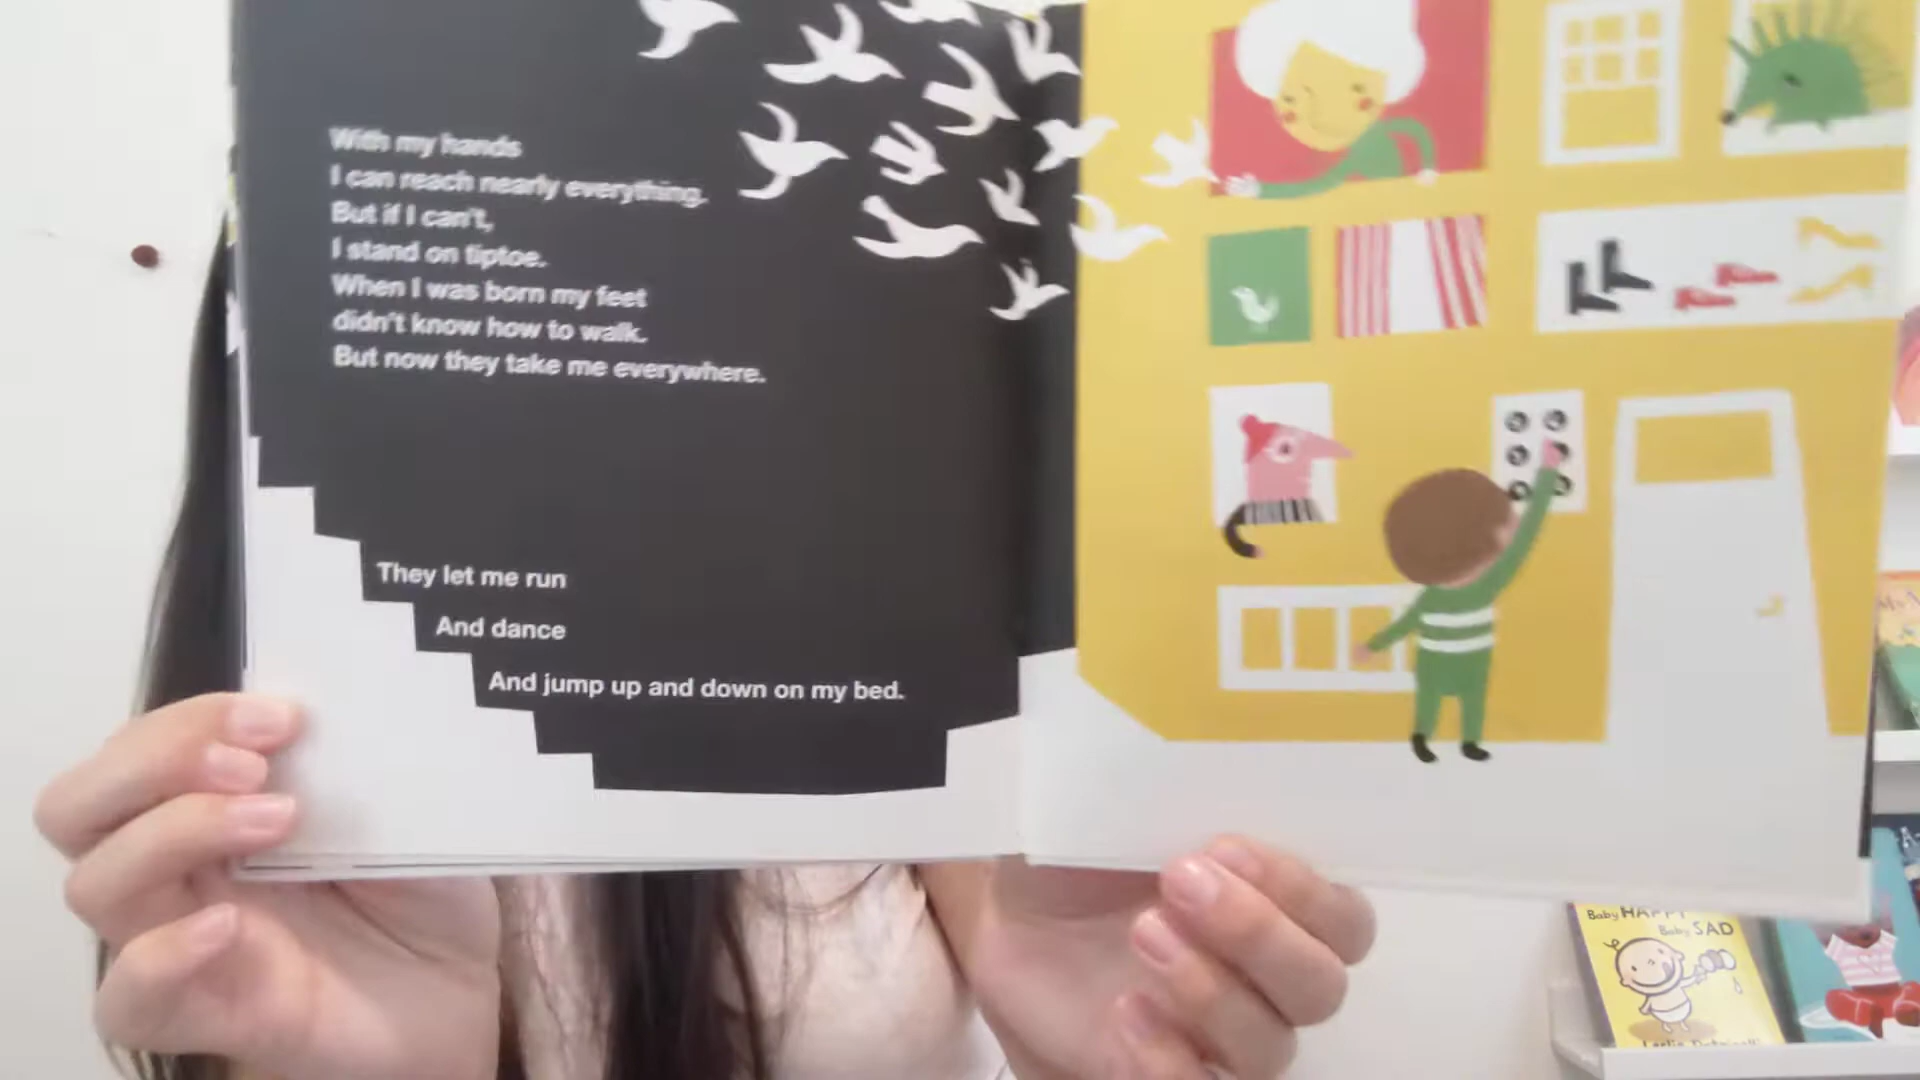 With my hands
I can reach nearly everything.
But if I can't,
I stand on tiptoe.
When I was born my feet
didn't know how to walk.
But now they take me everywhere.
They let me run
And dance
And jump up and down on my bed.
Baby HAPPY
Baby SAD